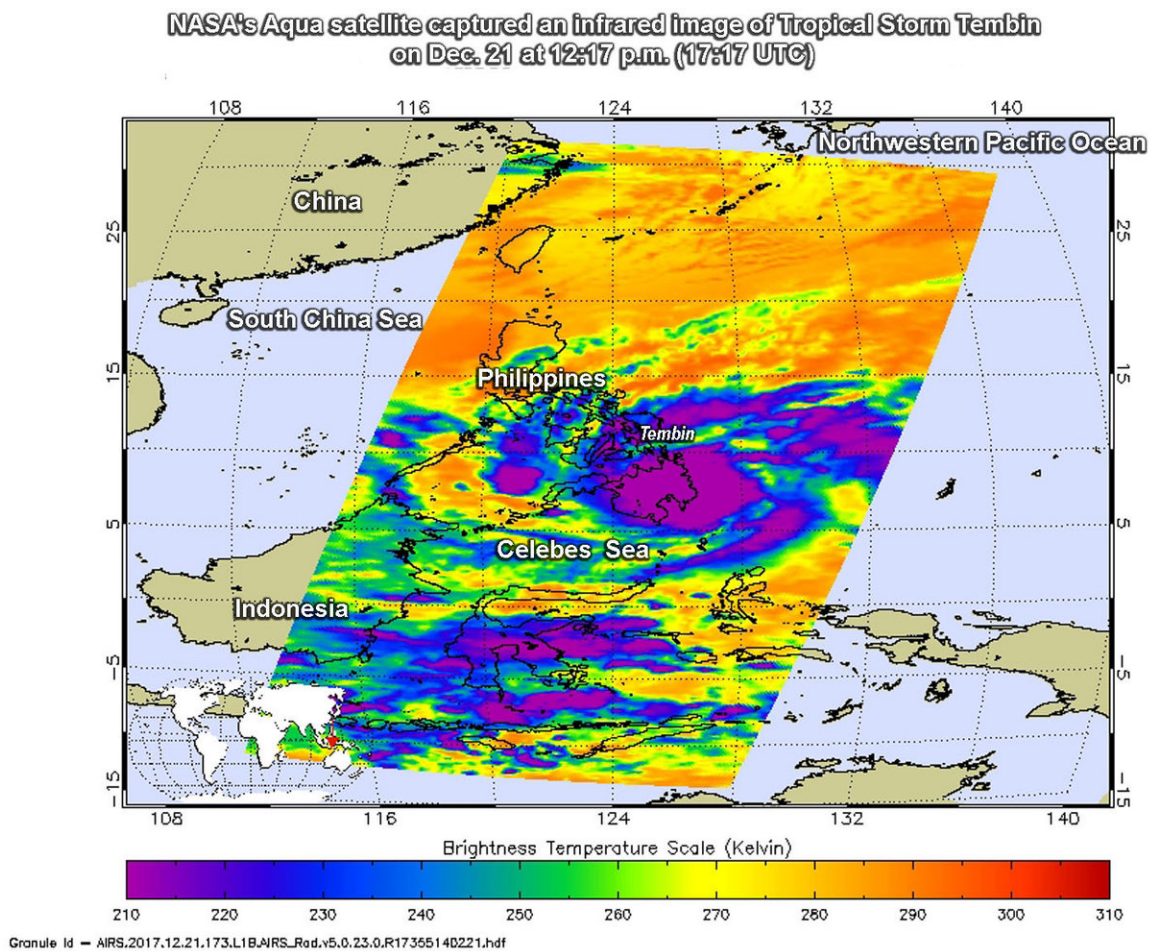 NASA's Aqua satellite captured an infrared image of Tropical Storm Tembin
on Dec. 21 at 12:17 p.m. (17:17 UTC)
108 116 124 132 140
Northwestern Pacific Ocean
China
25 25
South China Sea
15 15
Philippines
Tembin
5 5
Celebes Sea
Indonesia
-5 -5
-15 -15
108 116 124 132 140
Brightness Temperature Scale (Kelvin)
210 220 230 240 250 260 270 280 290 300 310
Granule Id - AIRS.2017.12.21.173.L1B.AIRS_Rad.v5.0.23.0.R17355140221.hdf